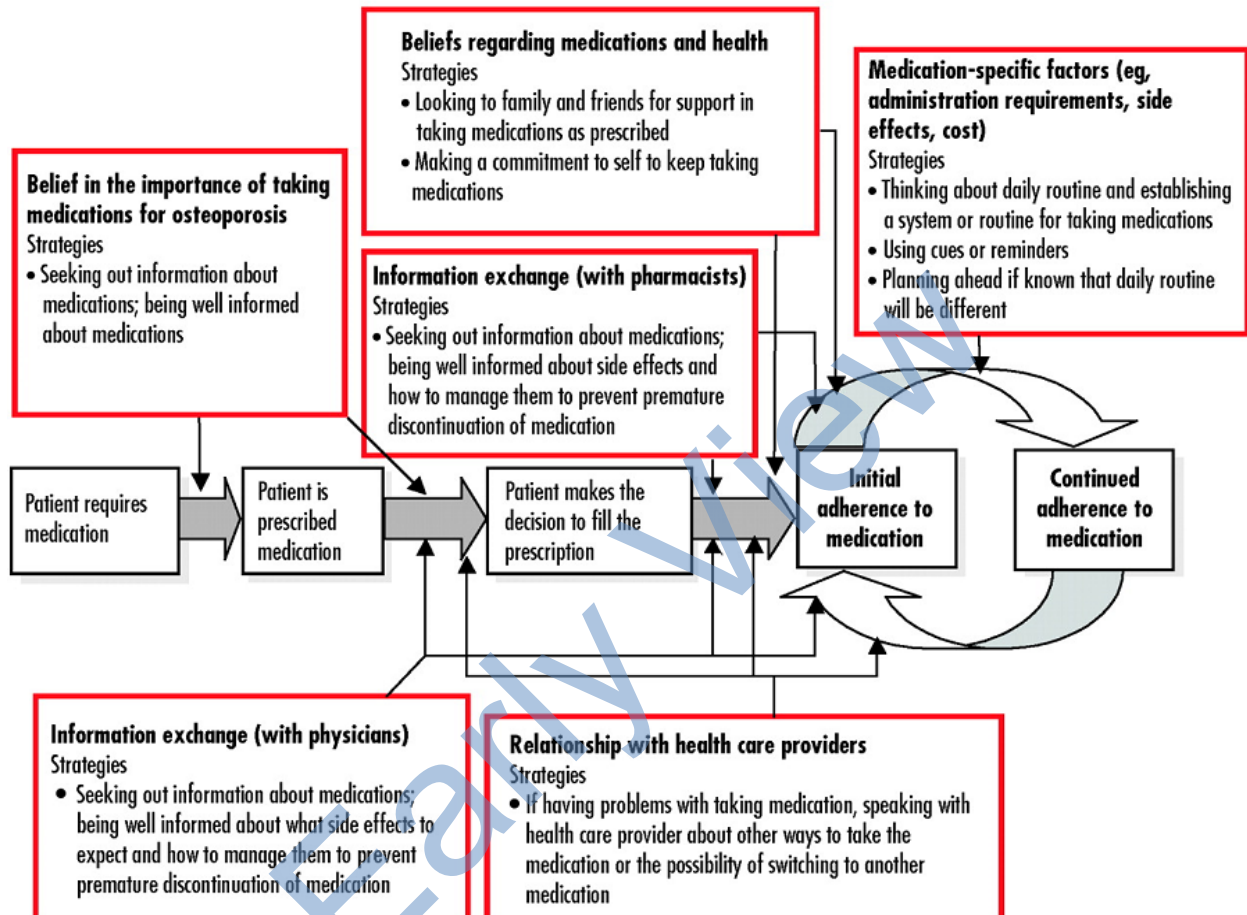 Beliefs regarding medications and health
Strategies
• Looking to family and friends for support in
taking medications as prescribed
• Making a commitment to self to keep taking
medications
Medication-specific factors (eg,
administration requirements, side
effects, cost)
Strategies
• Thinking about daily routine and establishing
a system or routine for taking medications
• Using cues or reminders
• Planning ahead if known that daily routine
will be different
Belief in the importance of taking
medications for osteoporosis
Strategies
• Seeking out information about
medications; being well informed
about medications
Information exchange (with pharmacists)
Strategies
• Seeking out information about medications;
being well informed about side effects and
how to manage them to prevent premature
discontinuation of medication
Patient requires
medication
Patient is
prescribed
medication
Patient makes the
decision to fill the
prescription
Initial
adherence to
medication
Continued
adherence to
medication
Information exchange (with physicians)
Strategies
• Seeking out information about medications;
being well informed about what side effects to
expect and how to manage them to prevent
premature discontinuation of medication
Relationship with health care providers
Strategies
• If having problems with taking medication, speaking with
health care provider about other ways to take the
medication or the possibility of switching to another
medication
Early View